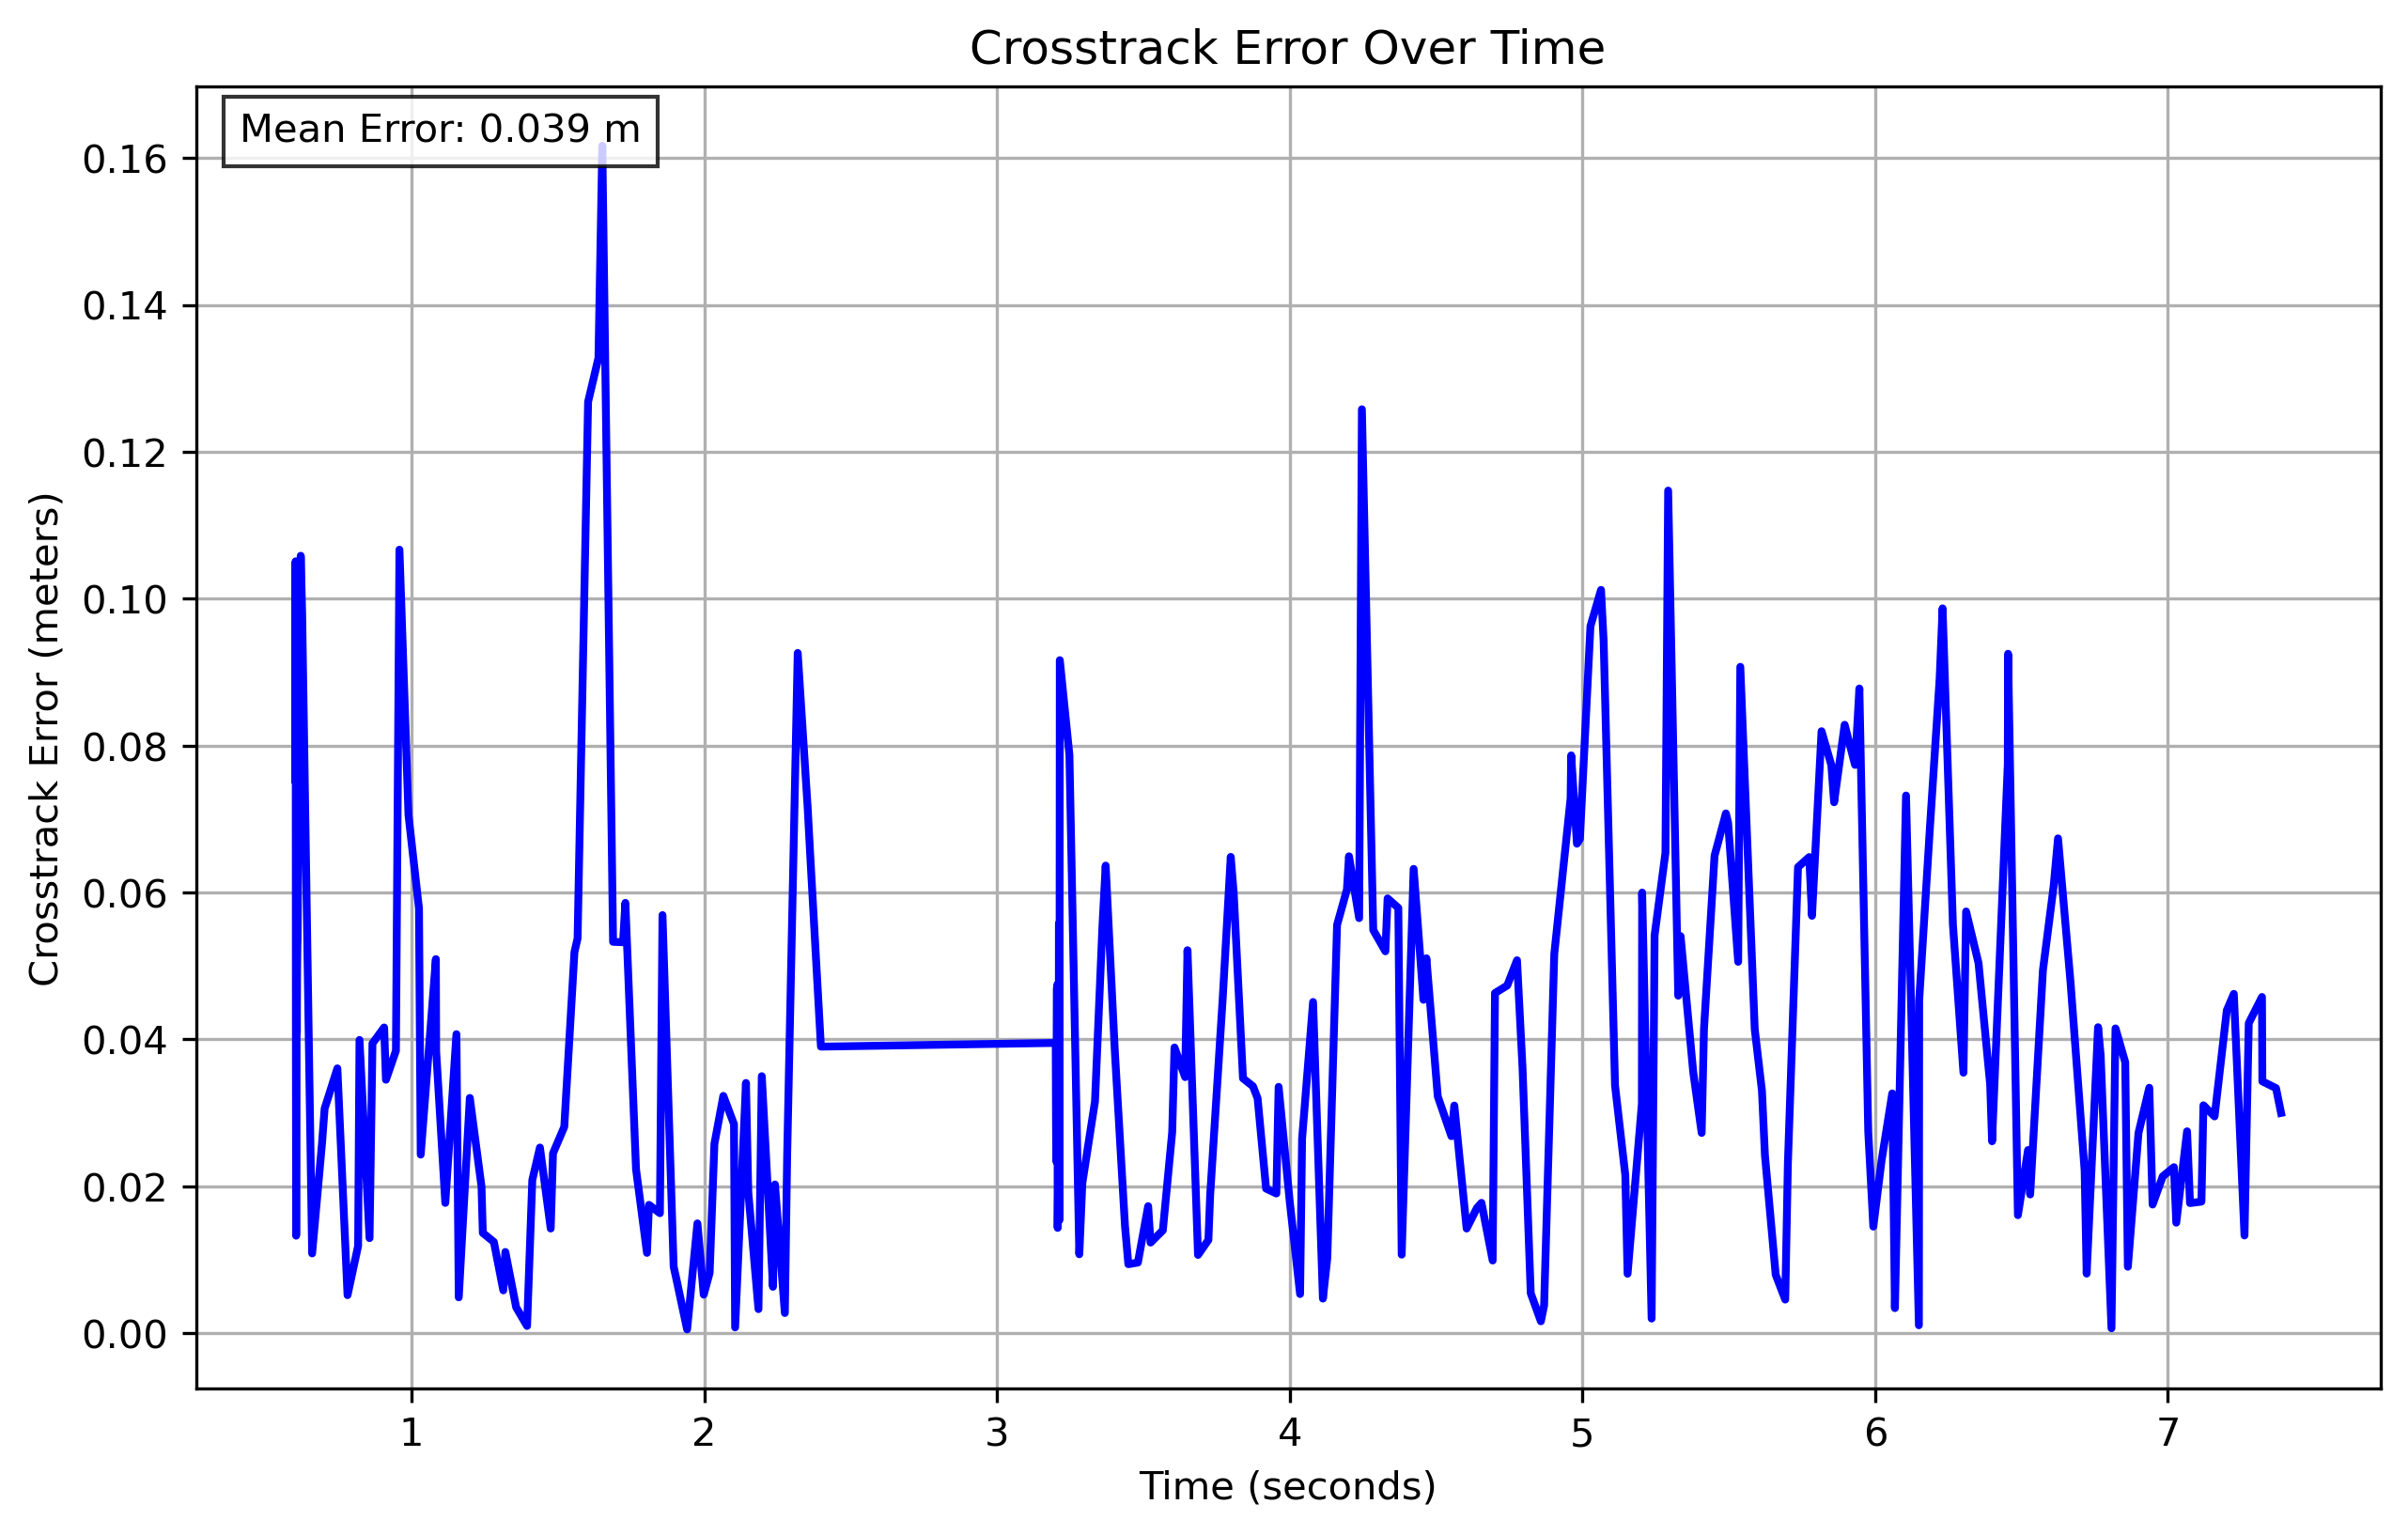 Crosstrack Error Over Time
Mean Error: 0.039 m
Crosstrack Error (meters)
0.16
0.14
0.12
0.10
0.08
0.06
0.04
0.02
0.00
1 2 3 4 5 6 7
Time (seconds)